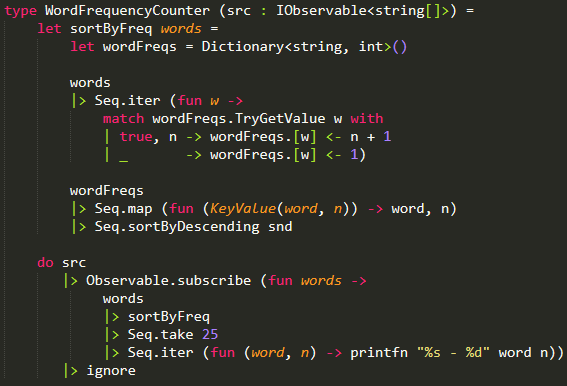 type WordFrequencyCounter (src : IObservable<string[]>) =
    let sortByFreq words =
        let wordFreqs = Dictionary<string, int>()

        words
        |> Seq.iter (fun w ->
            match wordFreqs.TryGetValue w with
            | true, n -> wordFreqs.[w] <- n + 1
            | _       -> wordFreqs.[w] <- 1)

        wordFreqs
        |> Seq.map (fun (KeyValue(word, n)) -> word, n)
        |> Seq.sortByDescending snd

    do src
       |> Observable.subscribe (fun words ->
            words
            |> sortByFreq
            |> Seq.take 25
            |> Seq.iter (fun (word, n) -> printfn "%s - %d" word n))
       |> ignore